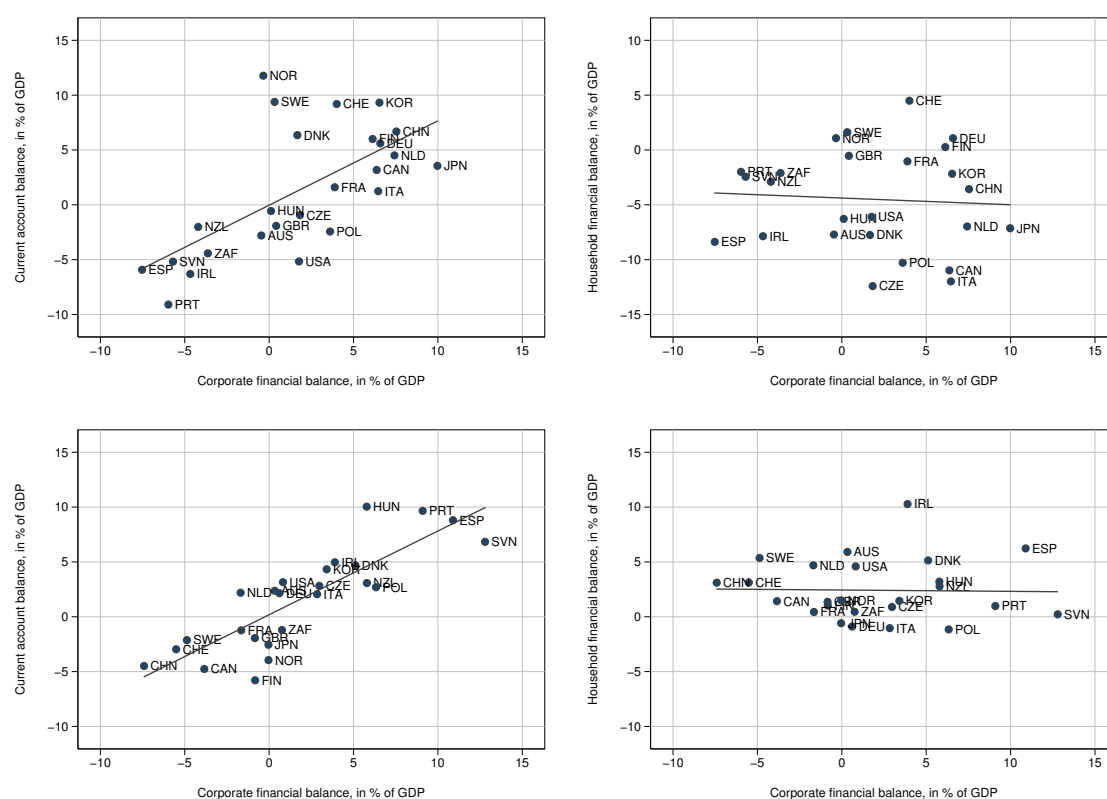 Current account balance, in % of GDP
15
10
5
0
−5
−10
NOR
SWE
CHE
KOR
DNK
CHN
FIN
DEU
NLD
JPN
CAN
FRA
ITA
HUN
CZE
NZL
GBR
AUS
POL
ZAF
SVN
USA
ESP
IRL
PRT
−10 −5 0 5 10 15
Corporate financial balance, in % of GDP
Household financial balance, in % of GDP
10
5
0
−5
−10
−15
CHE
SWE
NOR
DEU
FIN
GBR
FRA
PRT
ZAF
SVN
NZL
KOR
CHN
HUN
USA
NLD
JPN
ESP
IRL
AUS
DNK
POL
CAN
ITA
CZE
−10 −5 0 5 10 15
Corporate financial balance, in % of GDP
Current account balance, in % of GDP
15
10
5
0
−5
−10
HUN
PRT
ESP
SVN
IRL
DNK
KOR
USA
NZL
CZE
POL
NLD
AUS
DEU
ITA
FRA
ZAF
GBR
SWE
JPN
CHE
NOR
CHN
CAN
FIN
−10 −5 0 5 10 15
Corporate financial balance, in % of GDP
Household financial balance, in % of GDP
15
10
5
0
−5
−10
IRL
ESP
AUS
SWE
DNK
NLD
USA
CHN
CHE
HUN
NZL
CAN
NOR
KOR
CZE
PRT
FRA
ZAF
SVN
JPN
DEU
ITA
POL
−10 −5 0 5 10 15
Corporate financial balance, in % of GDP